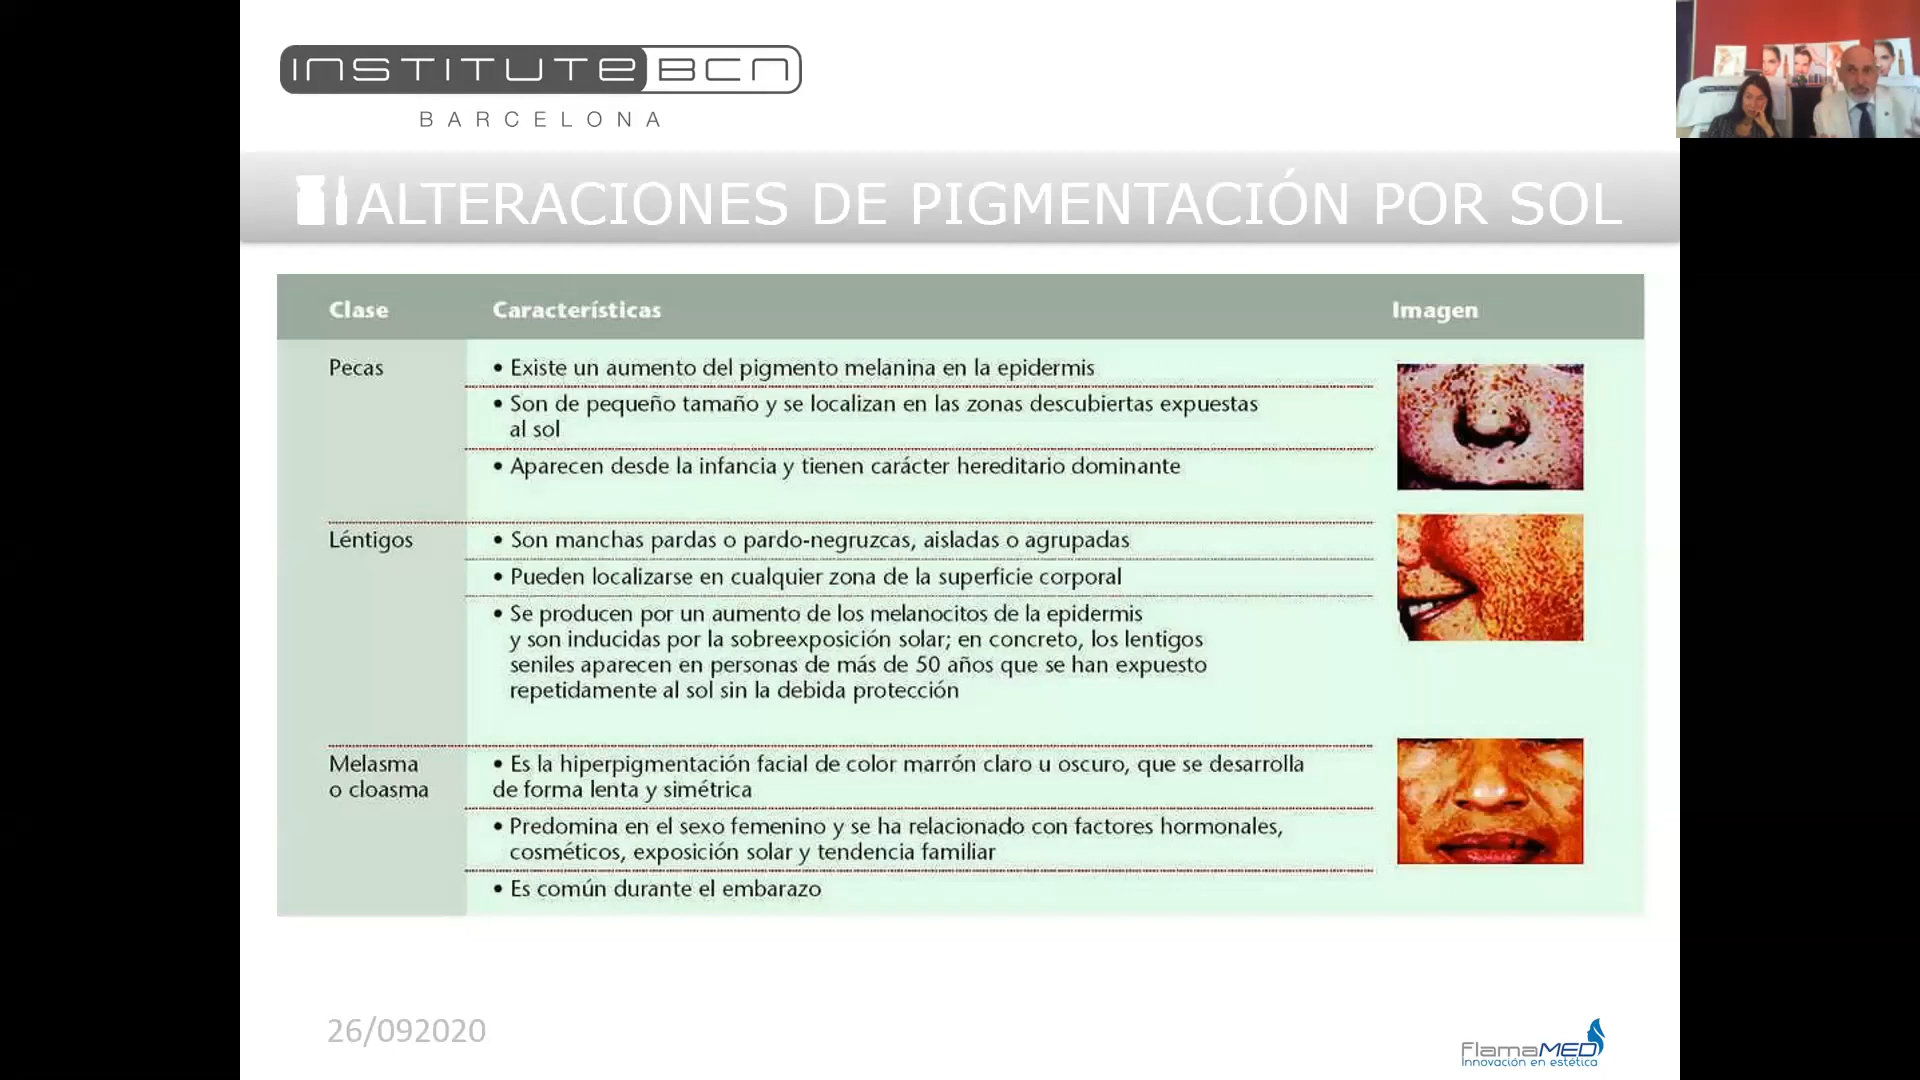 INSTITUTE BCN
BARCELONA
ALTERACIONES DE PIGMENTACIÓN POR SOL
Clase Características Imagen
Pecas • Existe un aumento del pigmento melanina en la epidermis
• Son de pequeño tamaño y se localizan en las zonas descubiertas expuestas
al sol
• Aparecen desde la infancia y tienen carácter hereditario dominante
Léntigos • Son manchas pardas o pardo-negruzcas, aisladas o agrupadas
• Pueden localizarse en cualquier zona de la superficie corporal
• Se producen por un aumento de los melanocitos de la epidermis
y son inducidas por la sobreexposición solar; en concreto, los lentigos
seniles aparecen en personas de más de 50 años que se han expuesto
repetidamente al sol sin la debida protección
Melasma • Es la hiperpigmentación facial de color marrón claro u oscuro, que se desarrolla
o cloasma de forma lenta y simétrica
• Predomina en el sexo femenino y se ha relacionado con factores hormonales,
cosméticos, exposición solar y tendencia familiar
• Es común durante el embarazo
26/092020
FlamaMED
Innovación en estética